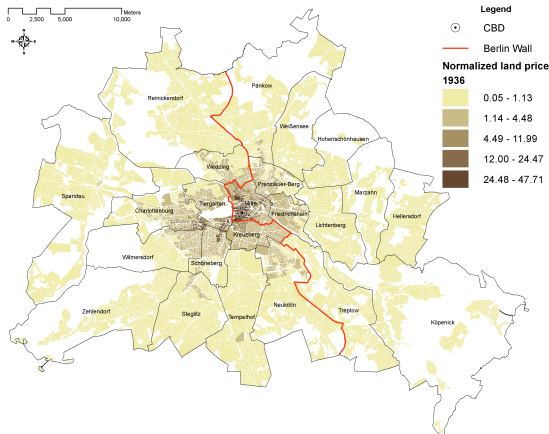 0 2,500 5,000 10,000 Meters
N
W E
S
Legend
CBD
Berlin Wall
Normalized land price
1936
0.05 - 1.13
1.14 - 4.48
4.49 - 11.99
12.00 - 24.47
24.48 - 47.71
Pankow
Reinickendorf
Weißensee
Hohenschönhausen
Wedding
Prenzlauer-Berg
Marzahn
Spandau
Tiergarten
Mitte
Charlottenburg
Friedrichshain
Hellersdorf
Lichtenberg
Kreuzberg
Wilmersdorf
Schöneberg
Zehlendorf
Steglitz
Tempelhof
Neukölln
Treptow
Köpenick